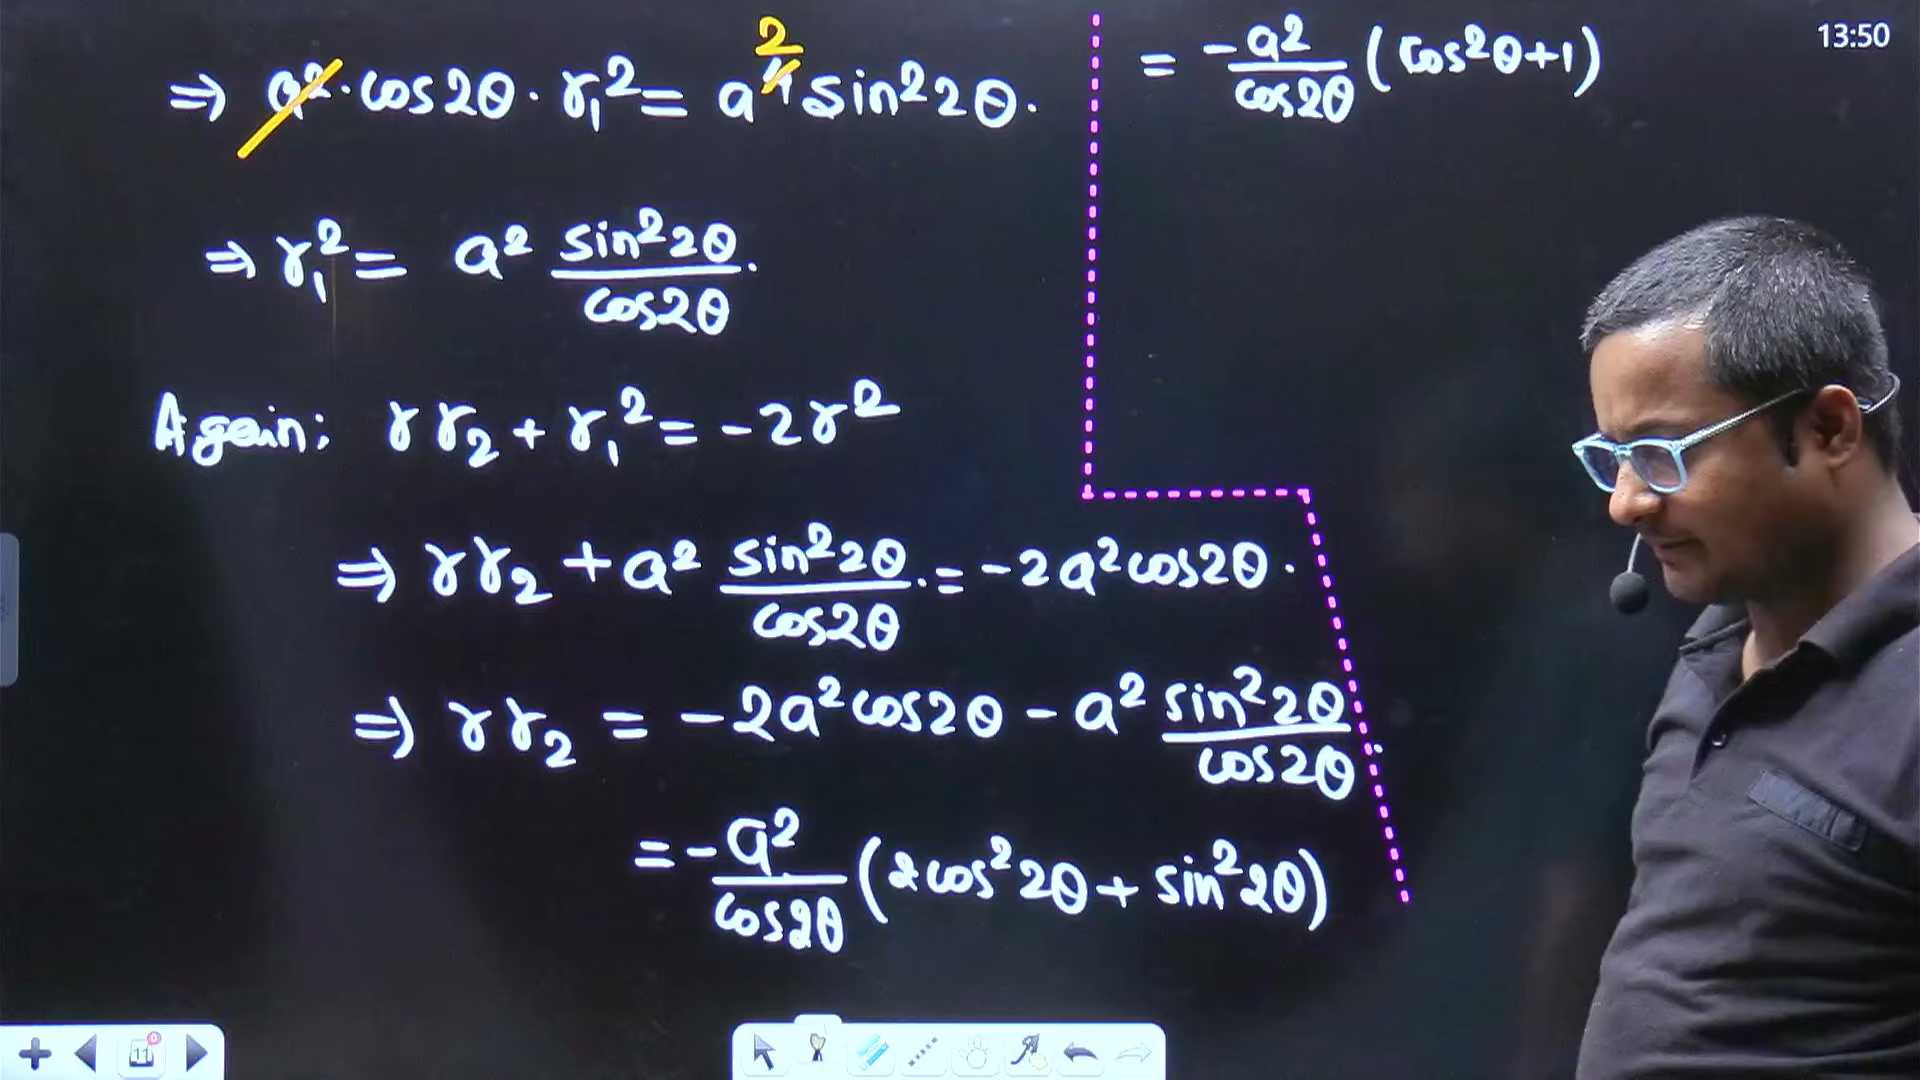 ⇒ a². cos2θ · r₁² = a⁴ 2 sin²2θ.
⇒ r₁² = a² sin²2θ / cos2θ.
Again: r r₂ + r₁² = -2r²
⇒ r r₂ + a² sin²2θ / cos2θ . = -2a²cos2θ.
⇒ r r₂ = -2a²cos2θ - a² sin²2θ / cos2θ.
= -a² / cos2θ (2cos²2θ + sin²2θ)
= -a² / cos2θ (cos²θ+1)
13:50
11